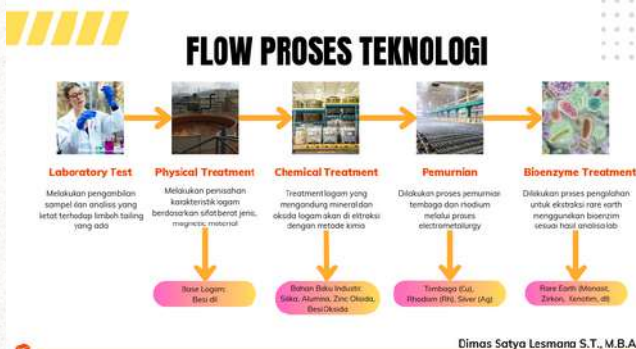 FLOW PROSES TEKNOLOGI
Laboratory Test
Melakukan pengambilan
sampel dan analisis yang
ketat terhadap limbah tailing
yang ada
Physical Treatment
Melakukan pemisahan
karakteristik logam
berdasarkan sifat berat jenis,
magnetic material
Chemical Treatment
Treatment logam yang
mengandung mineral dan
oksida logam akan di
dengan metode kimia
Pemurnian
Dilakukan proses pemurnian
tembaga dan rhodium
melalui proses
electrometalurgy
Bioenzyme Treatment
Dilakukan proses pengolahan
untuk ekstraksi rare earth
menggunakan bioenzim
sesuai hasil analisa lab
Base Logam:
Besi dll
Bahan Baku Industri:
Silika, Alumina, Zinc Oksida,
Besi Oksida
Tembaga (Cu),
Rhodium (Rh), Silver (Ag)
Rare Earth (Monasit,
Zirkon, Xenotim, dll)
Dimas Satya Lesmana S.T., M.B.A